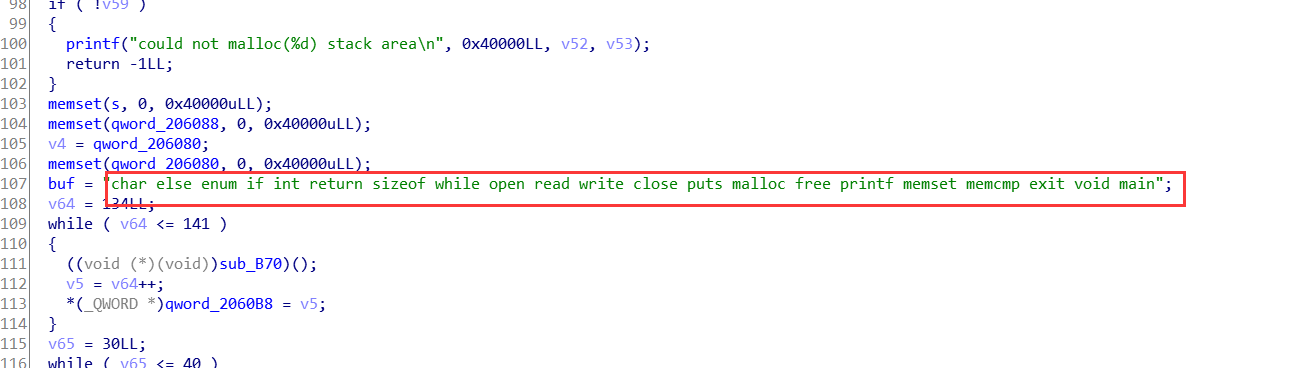 98 if ( !v59 )
99 {
100 printf("could not malloc(%d) stack area\n", 0x40000LL, v52, v53);
101 return -1LL;
102 }
103 memset(s, 0, 0x40000uLL);
104 memset(qword_206088, 0, 0x40000uLL);
105 v4 = qword_206080;
106 memset(qword_206080, 0, 0x40000uLL);
107 buf = "char else enum if int return sizeof while open read write close puts malloc free printf memset memcmp exit void main";
108 v64 = 134LL;
109 while ( v64 <= 141 )
110 {
111 ((void (*)(void))sub_B70)();
112 v5 = v64++;
113 *(_QWORD *)qword_2060B8 = v5;
114 }
115 v65 = 30LL;
116 while ( v65 <= 40 )